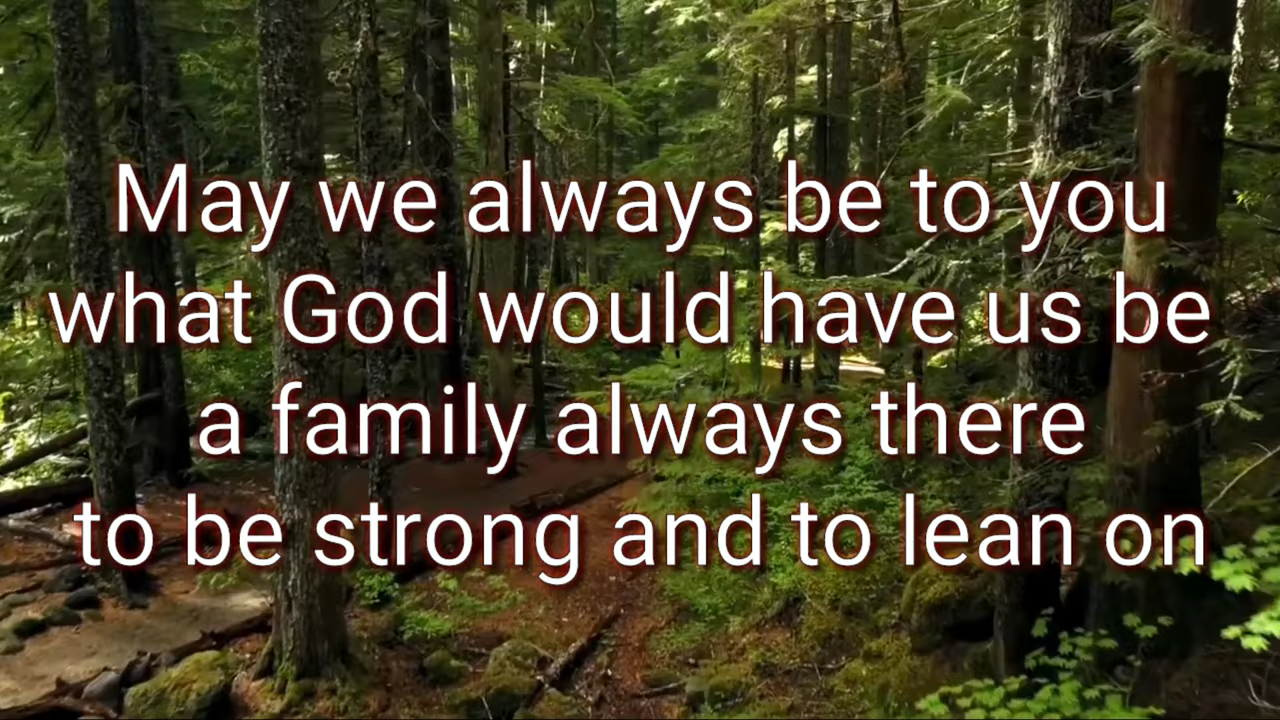 May we always be to you
what God would have us be
a family always there
to be strong and to lean on